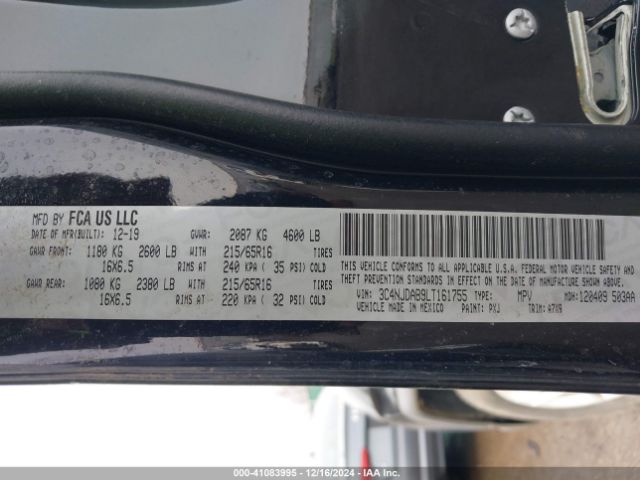 MFD BY FCA US LLC
DATE OF MFR(BUILT): 12-19 GVWR: 2087 KG 4600 LB
GAWR FRONT: 1180 KG 2600 LB WITH 215/65R16 TIRES
16X6.5 RIMS AT 240 KPA ( 35 PSI) COLD
GAWR REAR: 1080 KG 2380 LB WITH 215/65R16 TIRES
16X6.5 RIMS AT 220 KPA ( 32 PSI) COLD
THIS VEHICLE CONFORMS TO ALL APPLICABLE U.S.A. FEDERAL MOTOR VEHICLE SAFETY, BUMPER, AND
THEFT PREVENTION STANDARDS IN EFFECT ON THE DATE OF MANUFACTURE SHOWN ABOVE.
VIN: 3C4NJDAB9LT161755 TYPE: MPV MDH: 120409 503AA
VEHICLE MADE IN MEXICO PAINT: PXJ TRIM:
000-41083995 - 12/16/2024 - IAAI.com